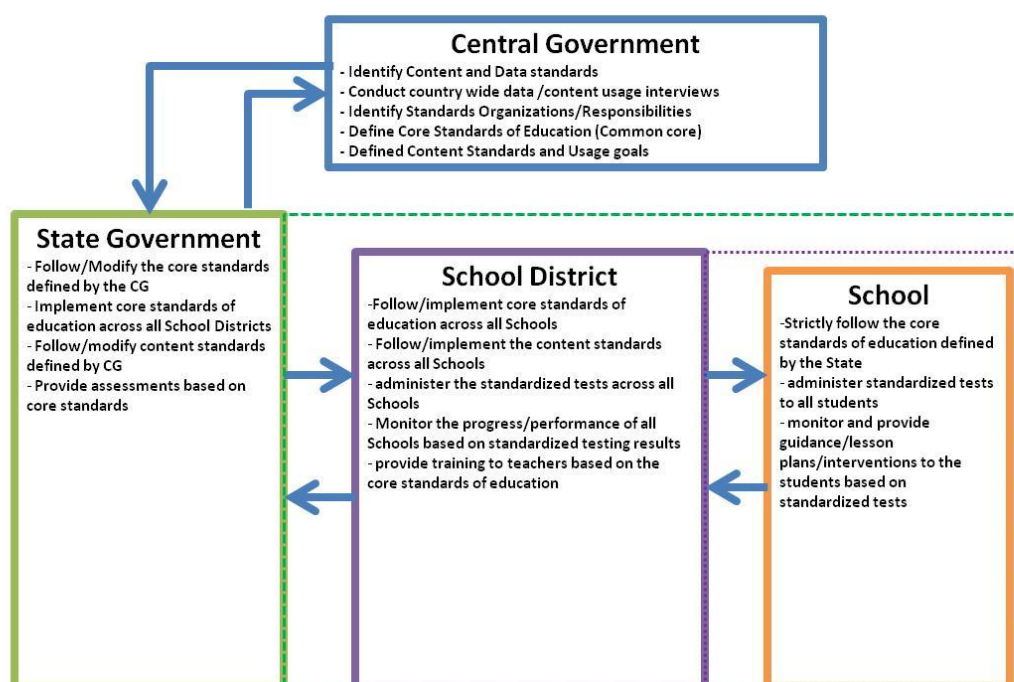 Central Government
- Identify Content and Data standards
- Conduct country wide data /content usage interviews
- Identify Standards Organizations/Responsibilities
- Define Core Standards of Education (Common core)
- Defined Content Standards and Usage goals
State Government
- Follow/Modify the core standards
defined by the CG
- Implement core standards of
education across all School Districts
- Follow/modify content standards
defined by CG
- Provide assessments based on
core standards
School District
-Follow/implement core standards of
education across all Schools
- Follow/implement the content standards
across all Schools
- administer the standardized tests across all
Schools
- Monitor the progress/performance of all
Schools based on standardized testing results
- provide training to teachers based on the
core standards of education
School
-Strictly follow the core
standards of education defined
by the State
- administer standardized tests
to all students
- monitor and provide
guidance/lesson
plans/interventions to the
students based on
standardized tests